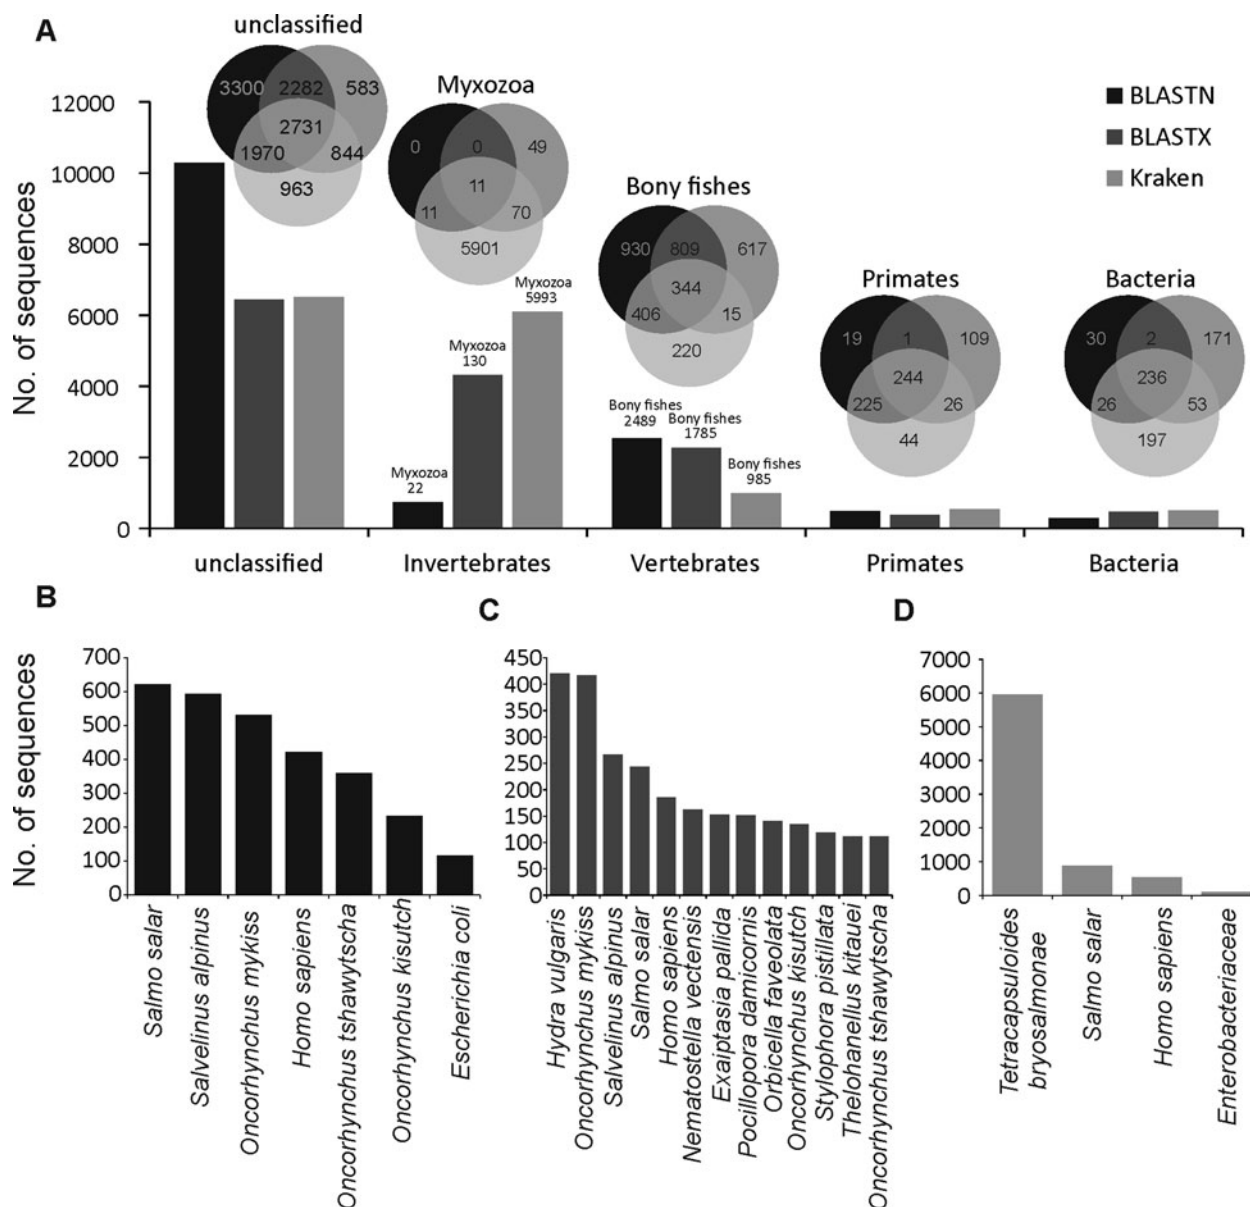 A
unclassified
3300
2282
583
2731
1970
844
963
Myxozoa
0
0
49
11
11
70
5901
Bony fishes
930
809
617
344
406
15
220
Primates
19
1
109
244
225
26
44
Bacteria
30
2
171
236
26
53
197
BLASTN
BLASTX
Kraken
No. of sequences
12000
10000
8000
6000
4000
2000
0
Myxozoa
22
Myxozoa
130
Myxozoa
5993
Bony fishes
2489
Bony fishes
1785
Bony fishes
985
unclassified
Invertebrates
Vertebrates
Primates
Bacteria
B
No. of sequences
700
600
500
400
300
200
100
0
Salmo salar
Salvelinus alpinus
Oncorhynchus mykiss
Homo sapiens
Oncorhynchus tshawytscha
Oncorhynchus kisutch
Escherichia coli
C
450
400
350
300
250
200
150
100
50
0
Hydra vulgaris
Oncorhynchus mykiss
Salvelinus alpinus
Salmo salar
Homo sapiens
Nematostella vectensis
Exaiptasia pallida
Pocillopora damicornis
Orbicella faveolata
Oncorhynchus kisutch
Stylophora pistillata
Thelohanellus kitauei
Oncorhynchus tshawytscha
D
7000
6000
5000
4000
3000
2000
1000
0
Tetracapsuloides
bryosalmonae
Salmo salar
Homo sapiens
Enterobacteriaceae